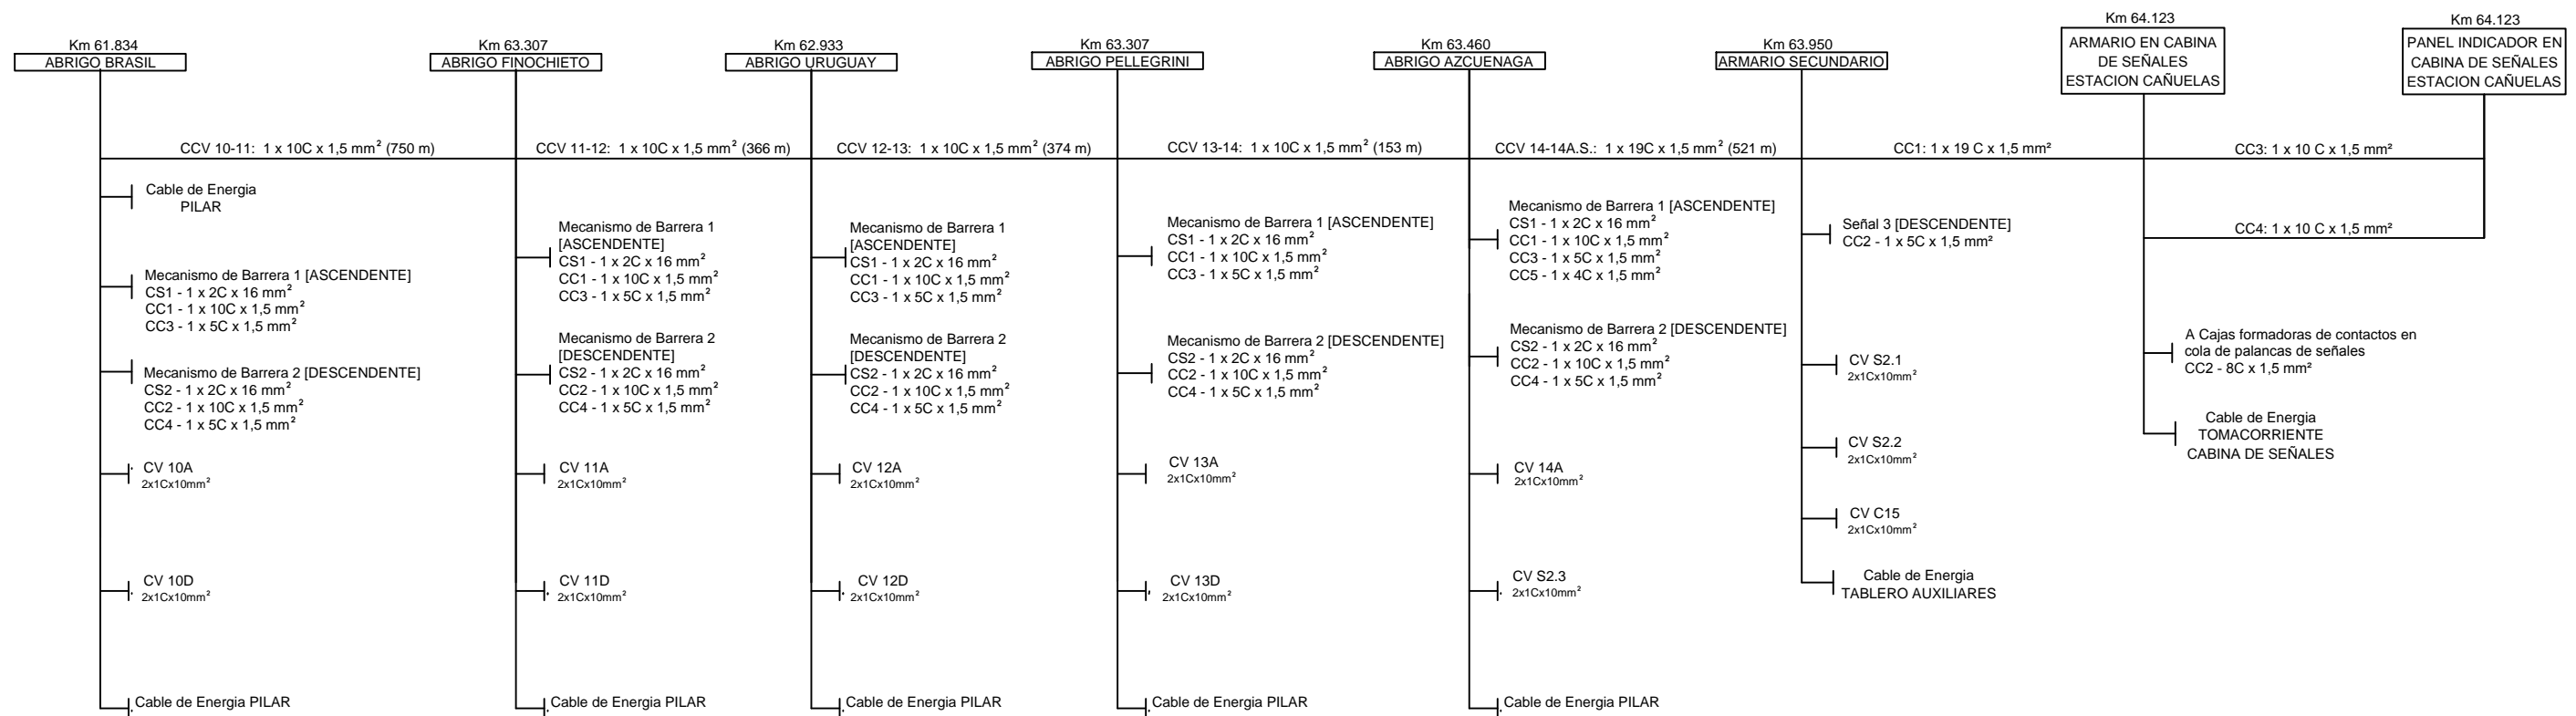 Km 61.834
ABRIGO BRASIL
Km 63.307
ABRIGO FINOCHIETO
Km 62.933
ABRIGO URUGUAY
Km 63.307
ABRIGO PELLEGRINI
Km 63.460
ABRIGO AZCUENAGA
Km 63.950
ARMARIO SECUNDARIO
Km 64.123
ARMARIO EN CABINA
DE SEÑALES
ESTACION CAÑUELAS
Km 64.123
PANEL INDICADOR EN
CABINA DE SEÑALES
ESTACION CAÑUELAS
CCV 10-11: 1 x 10C x 1,5 mm² (750 m)
CCV 11-12: 1 x 10C x 1,5 mm² (366 m)
CCV 12-13: 1 x 10C x 1,5 mm² (374 m)
CCV 13-14: 1 x 10C x 1,5 mm² (153 m)
CCV 14-14A.S.: 1 x 19C x 1,5 mm² (521 m)
CC1: 1 x 19 C x 1,5 mm²
CC3: 1 x 10 C x 1,5 mm²
CC4: 1 x 10 C x 1,5 mm²
Cable de Energia
PILAR
Mecanismo de Barrera 1 [ASCENDENTE]
CS1 - 1 x 2C x 16 mm²
CC1 - 1 x 10C x 1,5 mm²
CC3 - 1 x 5C x 1,5 mm²
Mecanismo de Barrera 2 [DESCENDENTE]
CS2 - 1 x 2C x 16 mm²
CC2 - 1 x 10C x 1,5 mm²
CC4 - 1 x 5C x 1,5 mm²
CV 10A
2x1Cx10mm²
CV 10D
2x1Cx10mm²
Cable de Energia PILAR
Mecanismo de Barrera 1
[ASCENDENTE]
CS1 - 1 x 2C x 16 mm²
CC1 - 1 x 10C x 1,5 mm²
CC3 - 1 x 5C x 1,5 mm²
Mecanismo de Barrera 2
[DESCENDENTE]
CS2 - 1 x 2C x 16 mm²
CC2 - 1 x 10C x 1,5 mm²
CC4 - 1 x 5C x 1,5 mm²
CV 11A
2x1Cx10mm²
CV 11D
2x1Cx10mm²
Cable de Energia PILAR
Mecanismo de Barrera 1
[ASCENDENTE]
CS1 - 1 x 2C x 16 mm²
CC1 - 1 x 10C x 1,5 mm²
CC3 - 1 x 5C x 1,5 mm²
Mecanismo de Barrera 2
[DESCENDENTE]
CS2 - 1 x 2C x 16 mm²
CC2 - 1 x 10C x 1,5 mm²
CC4 - 1 x 5C x 1,5 mm²
CV 12A
2x1Cx10mm²
CV 12D
2x1Cx10mm²
Cable de Energia PILAR
Mecanismo de Barrera 1 [ASCENDENTE]
CS1 - 1 x 2C x 16 mm²
CC1 - 1 x 10C x 1,5 mm²
CC3 - 1 x 5C x 1,5 mm²
Mecanismo de Barrera 2 [DESCENDENTE]
CS2 - 1 x 2C x 16 mm²
CC2 - 1 x 10C x 1,5 mm²
CC4 - 1 x 5C x 1,5 mm²
CV 13A
2x1Cx10mm²
CV 13D
2x1Cx10mm²
Cable de Energia PILAR
Mecanismo de Barrera 1 [ASCENDENTE]
CS1 - 1 x 2C x 16 mm²
CC1 - 1 x 10C x 1,5 mm²
CC3 - 1 x 5C x 1,5 mm²
CC5 - 1 x 4C x 1,5 mm²
Mecanismo de Barrera 2 [DESCENDENTE]
CS2 - 1 x 2C x 16 mm²
CC2 - 1 x 10C x 1,5 mm²
CC4 - 1 x 5C x 1,5 mm²
CV 14A
2x1Cx10mm²
CV S2.3
2x1Cx10mm²
Cable de Energia PILAR
Señal 3 [DESCENDENTE]
CC2 - 1 x 5C x 1,5 mm²
CV S2.1
2x1Cx10mm²
CV S2.2
2x1Cx10mm²
CV C15
2x1Cx10mm²
Cable de Energia
TABLERO AUXILIARES
A Cajas formadoras de contactos en
cola de palancas de señales
CC2 - 8C x 1,5 mm²
Cable de Energia
TOMACORRIENTE
CABINA DE SEÑALES